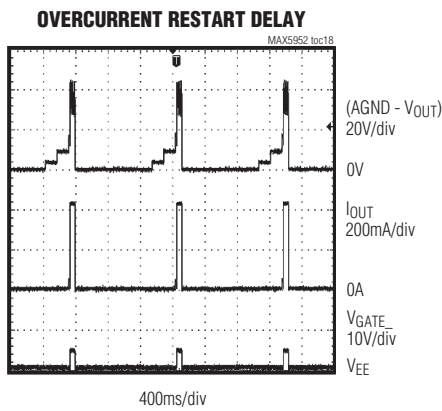 OVERCURRENT RESTART DELAY
MAX5952 toc18
T
(AGND - VOUT)
20V/div
0V
IOUT
200mA/div
0A
VGATE_
10V/div
VEE
400ms/div